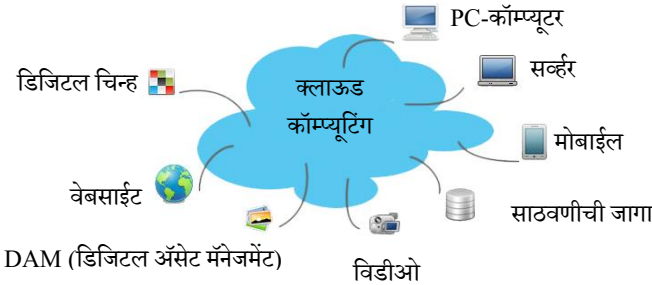 PC-कॉम्प्यूटर
सर्व्हर
डिजिटल चिन्ह
क्लाऊड
कॉम्प्यूटिंग
मोबाईल
वेबसाईट
साठवणीची जागा
DAM (डिजिटल ॲसेट मॅनेजमेंट)
विडीओ